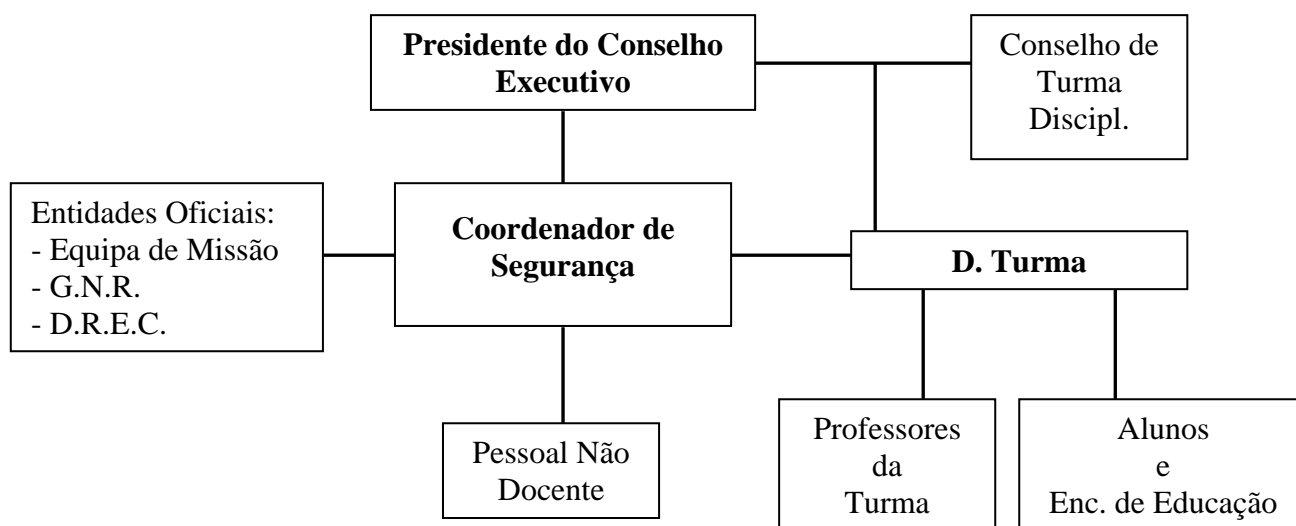 Presidente do Conselho
Executivo
Conselho de
Turma
Discipl.
Entidades Oficiais:
- Equipa de Missão
- G.N.R.
- D.R.E.C.
Coordenador de
Segurança
D. Turma
Pessoal Não
Docente
Professores
da
Turma
Alunos
e
Enc. de Educação